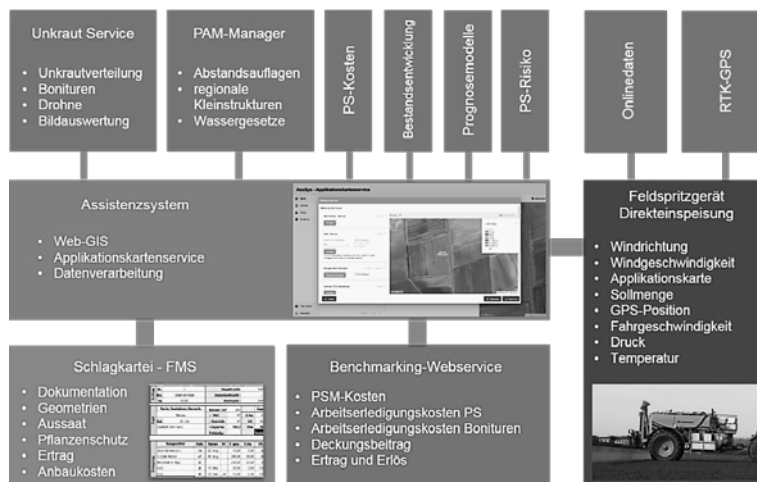 Unkraut Service
• Unkrautverteilung
• Bonituren
• Drohne
• Bildauswertung
PAM-Manager
• Abstandsauflagen
• regionale
Kleinstrukturen
• Wassergesetze
PS-Kosten
Bestandsentwicklung
Prognosemodelle
PS-Risiko
Onlinedaten
RTK-GPS
Assistenzsystem
• Web-GIS
• Applikationskartenservice
• Datenverarbeitung
Feldspritzgerät
Direkteinspeisung
• Windrichtung
• Windgeschwindigkeit
• Applikationskarte
• Sollmenge
• GPS-Position
• Fahrgeschwindigkeit
• Druck
• Temperatur
Schlagkartei - FMS
• Dokumentation
• Geometrien
• Aussaat
• Pflanzenschutz
• Ertrag
• Anbaukosten
Benchmarking-Webservice
• PSM-Kosten
• Arbeitserledigungskosten PS
• Arbeitserledigungskosten Bonituren
• Deckungsbeitrag
• Ertrag und Erlös